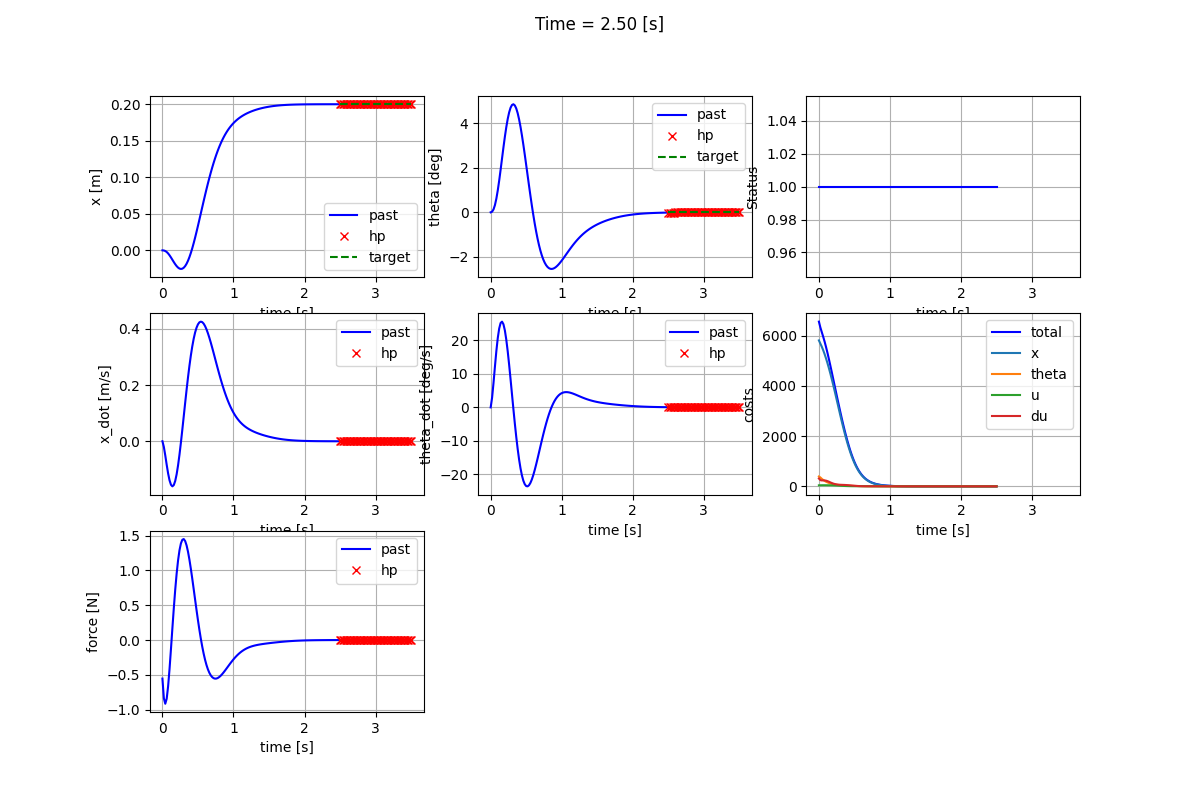 Time = 2.50 [s]
x [m]
0.20
0.15
0.10
0.05
0.00
past
hp
target
0 1 2 3
time [s]
theta [deg]
4
2
0
−2
past
hp
target
0 1 2 3
Status
1.04
1.02
1.00
0.98
0.96
0 1 2 3
time [s]
x_dot [m/s]
0.4
0.2
0.0
past
hp
0 1 2 3
time [s]
theta_dot [deg/s]
20
10
0
−10
−20
past
hp
0 1 2 3
time [s]
costs
6000
4000
2000
0
total
x
theta
u
du
0 1 2 3
time [s]
force [N]
1.5
1.0
0.5
0.0
−0.5
−1.0
past
hp
0 1 2 3
time [s]